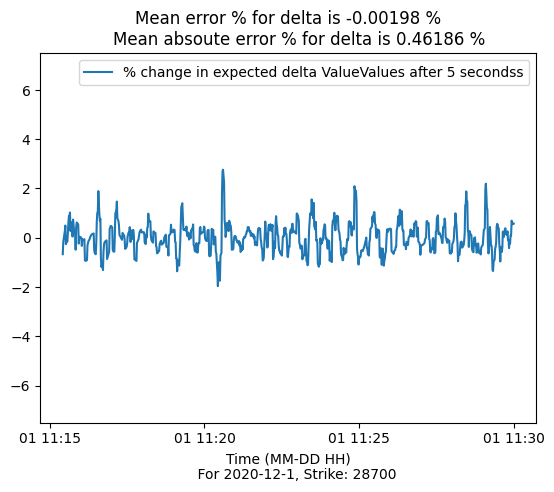 Mean error % for delta is -0.00198 %
Mean absoute error % for delta is 0.46186 %
% change in expected delta ValueValues after 5 secondss
6
4
2
0
−2
−4
−6
01 11:15 01 11:20 01 11:25 01 11:30
Time (MM-DD HH)
For 2020-12-1, Strike: 28700